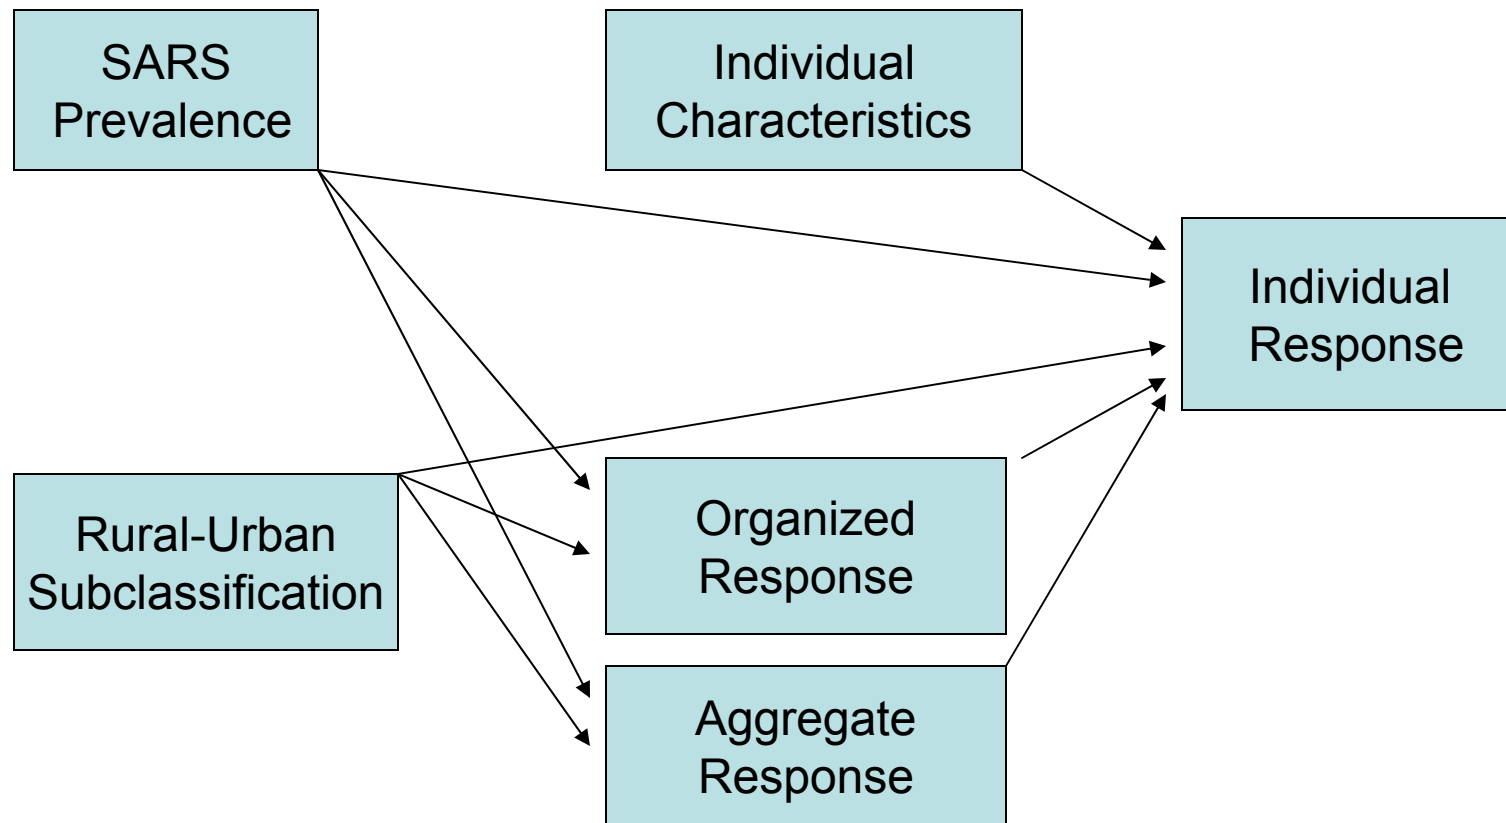 SARS
Prevalence
Individual
Characteristics
Individual
Response
Rural-Urban
Subclassification
Organized
Response
Aggregate
Response